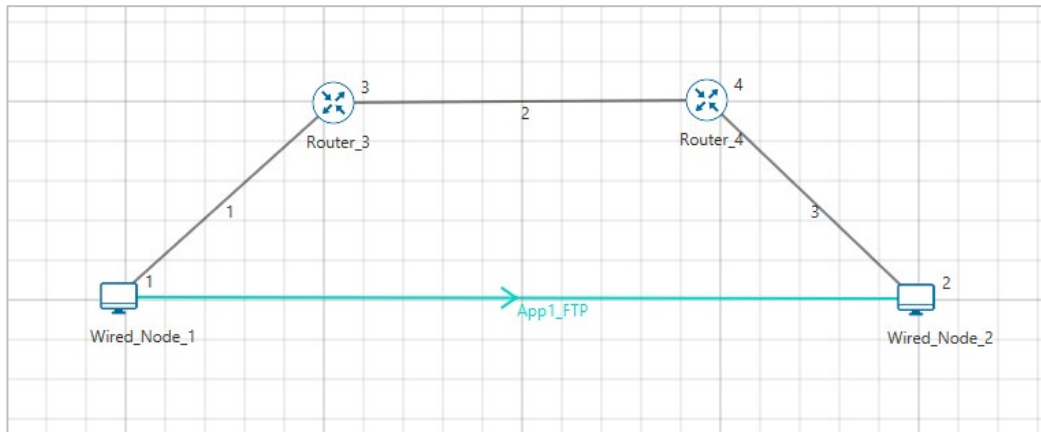 3
4
2
Router_3
Router_4
1
3
1
2
App1_FTP
Wired_Node_1
Wired_Node_2